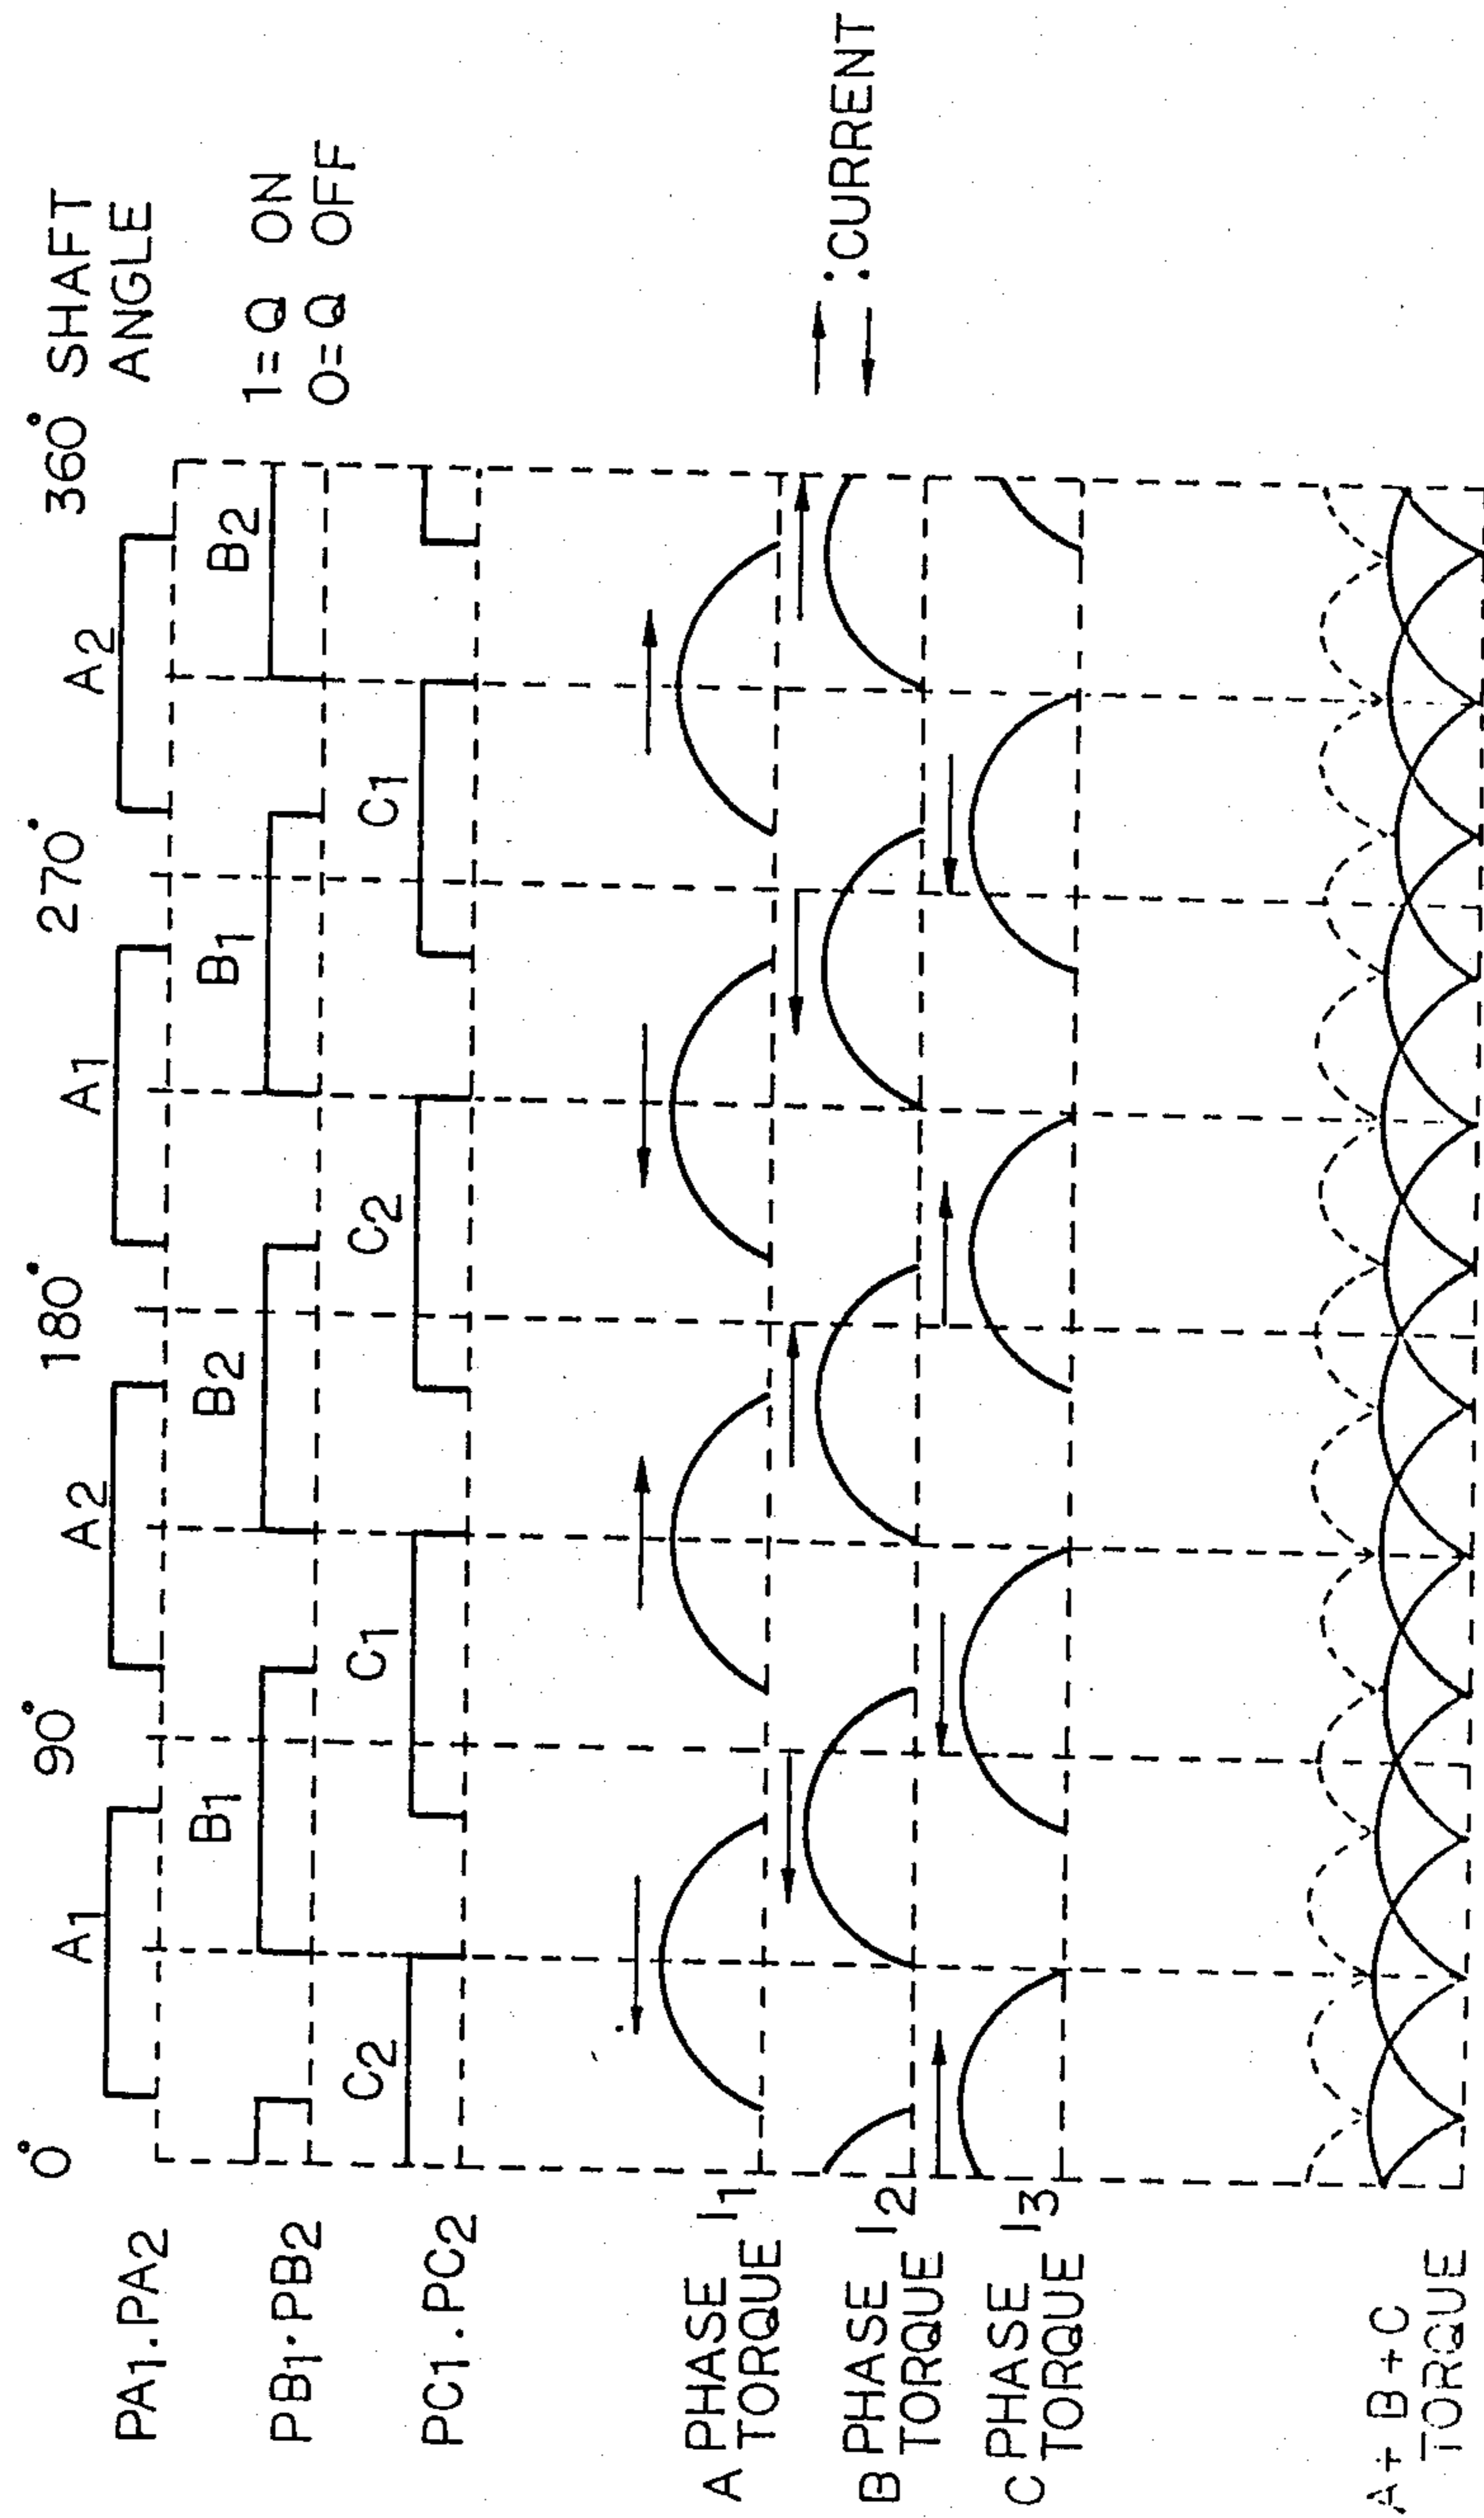 0° 90° 180° 270° 360° SHAFT
ANGLE
A1 A2 A1 A2
PA1.PA2
B1 B2 B1 B2 1=Q ON
PB1.PB2 0=Q OFF
C2 C1 C2 C1
PC1.PC2
A PHASE I1
TORQUE
B PHASE I2
TORQUE
:CURRENT
C PHASE I3
TORQUE
A+B+C
TORQUE